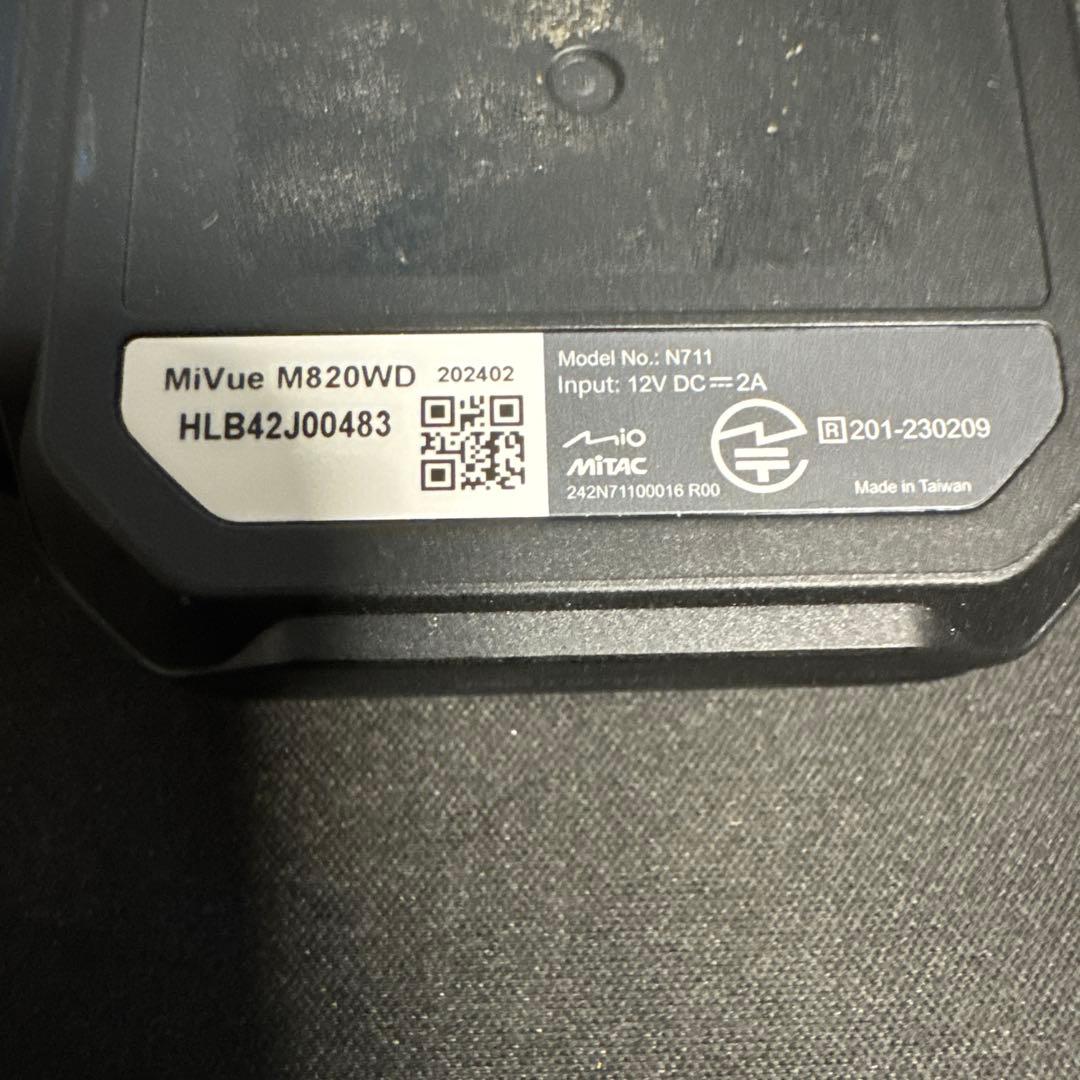 MiVue M820WD 202402
HLB42J00483
Model No.: N711
Input: 12V DC⎓2A
Mio
MiTAC
242N71100016 R00
R 201-230209
Made in Taiwan